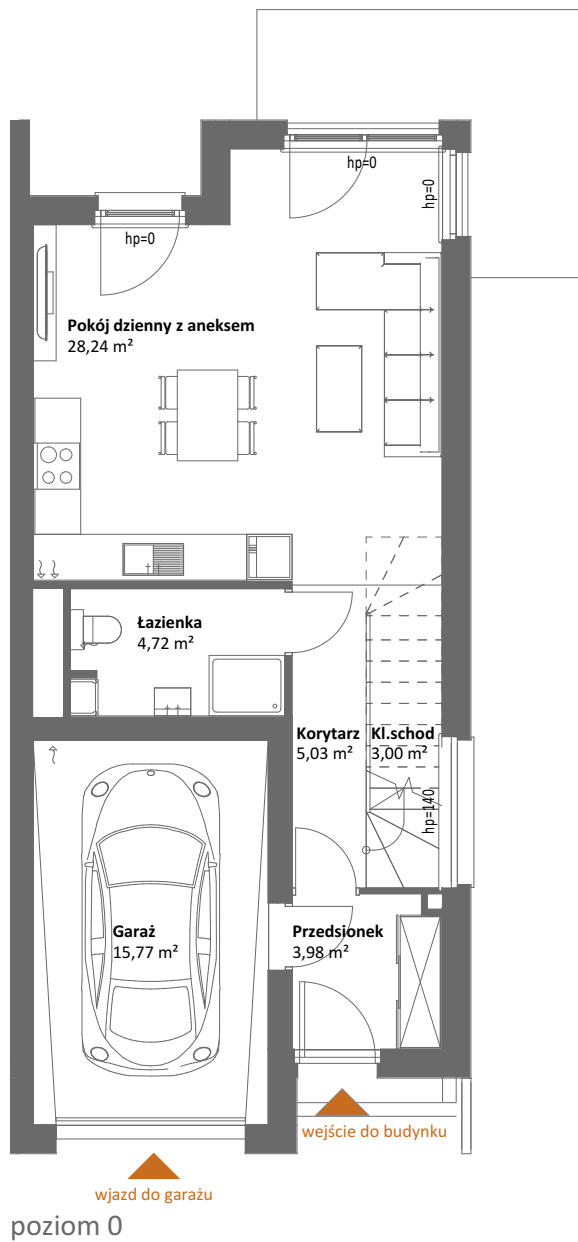 hp=0
hp=0
hp=0
Pokój dzienny z aneksem
28,24 m²
Łazienka
4,72 m²
Korytarz
5,03 m²
Kl.schod
3,00 m²
hp=140
Garaż
15,77 m²
Przedsionek
3,98 m²
wejście do budynku
wjazd do garażu
poziom 0